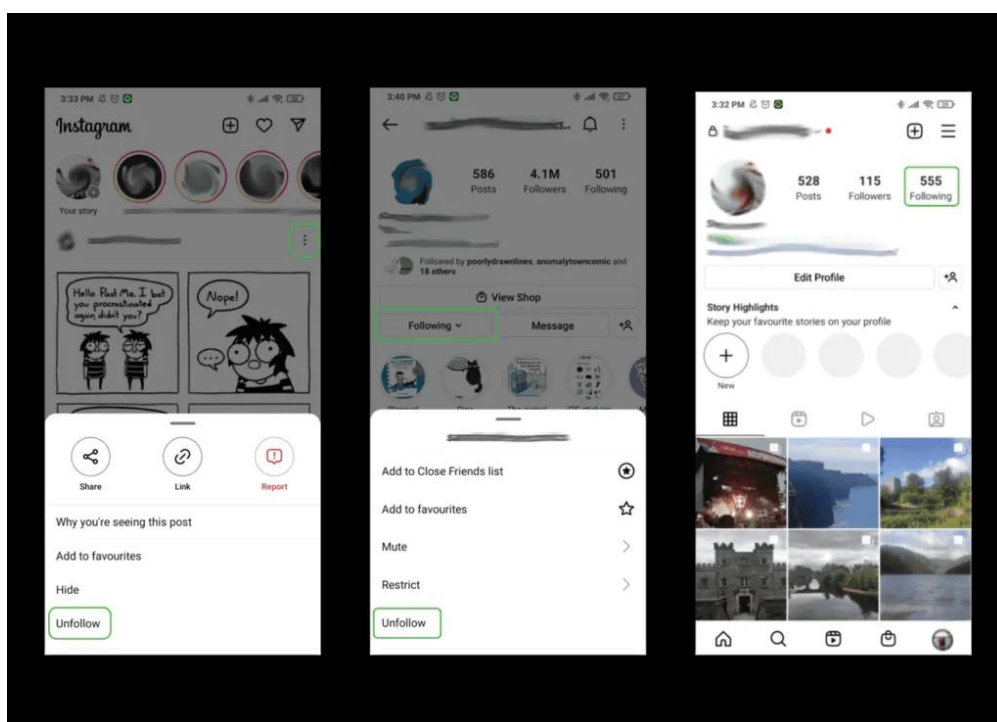 3:33 PM
Instagram
Your story
Hello Past Me. I bet
you procrastinated
again didn't you?
Nope!
Share
Link
Report
Why you're seeing this post
Add to favourites
Hide
Unfollow
3:40 PM
586 4.1M 501
Posts Followers Following
Followed by poorlydrawnlines, anomalytowncomic and
18 others
View Shop
Following Message
Add to Close Friends list
Add to favourites
Mute
Restrict
Unfollow
3:32 PM
528 115 555
Posts Followers Following
Edit Profile
Story Highlights
Keep your favourite stories on your profile
New